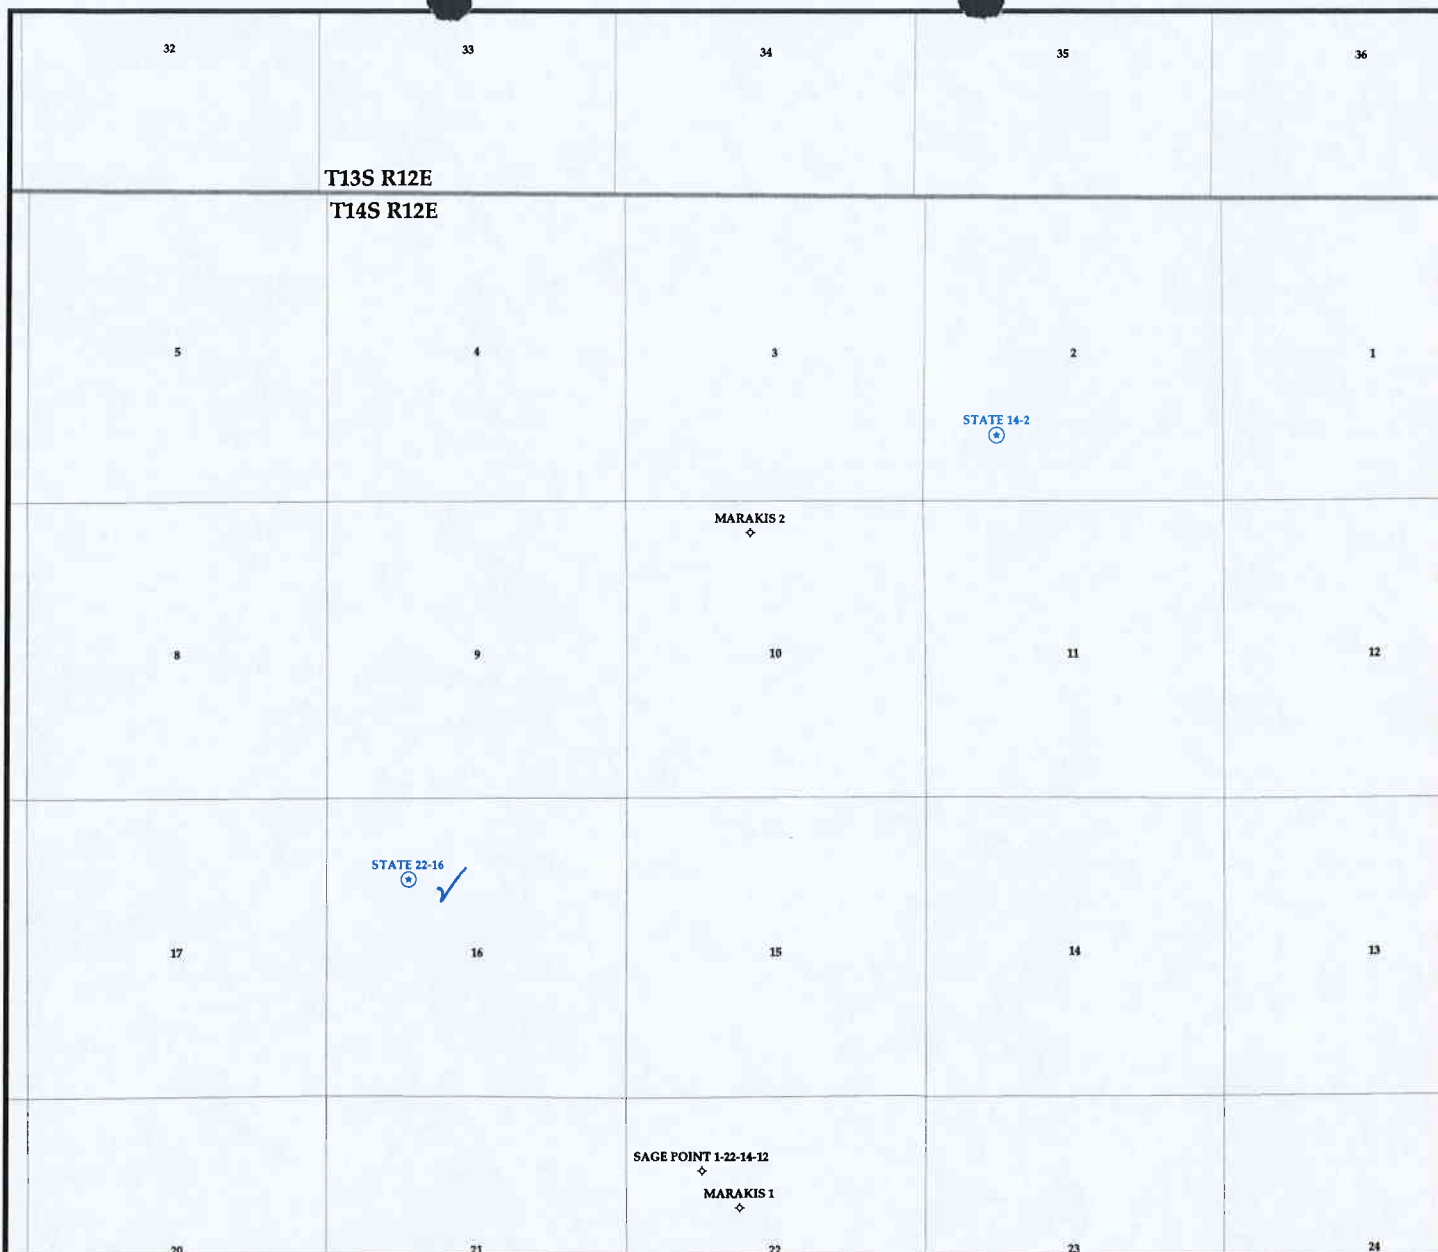 32 33 34 35 36
T13S R12E
T14S R12E
5 4 3 2 1
STATE 14-2
MARAKIS 2
8 9 10 11 12
STATE 22-16
17 16 15 14 13
SAGE POINT 1-22-14-12
MARAKIS 1
20 21 22 23 24